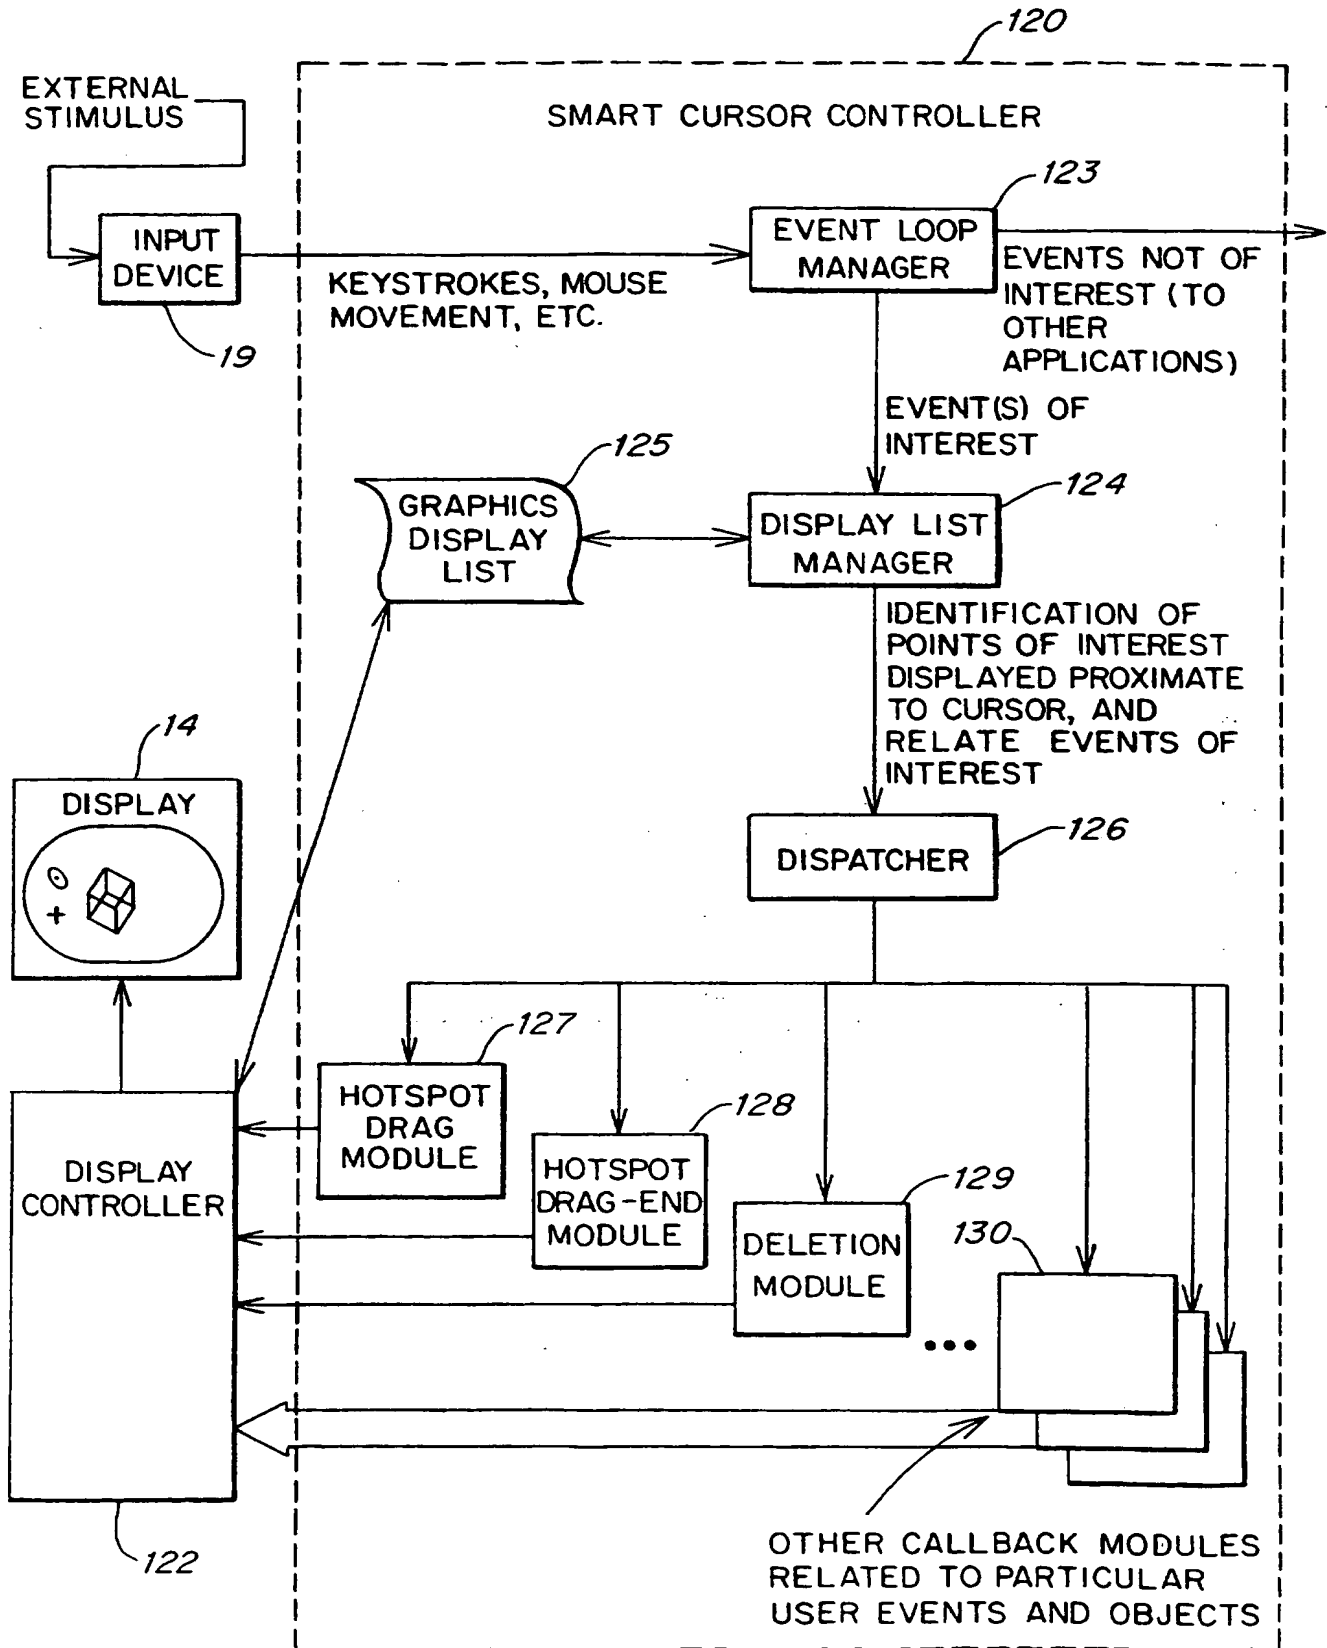 120
EXTERNAL
STIMULUS
SMART CURSOR CONTROLLER
123
INPUT
DEVICE
19
KEYSTROKES, MOUSE
MOVEMENT, ETC.
EVENT LOOP
MANAGER
EVENTS NOT OF
INTEREST (TO
OTHER
APPLICATIONS)
EVENT(S) OF
INTEREST
125
GRAPHICS
DISPLAY
LIST
124
DISPLAY LIST
MANAGER
IDENTIFICATION OF
POINTS OF INTEREST
DISPLAYED PROXIMATE
TO CURSOR, AND
RELATE EVENTS OF
INTEREST
14
DISPLAY
126
DISPATCHER
127
HOTSPOT
DRAG
MODULE
128
HOTSPOT
DRAG-END
MODULE
129
DELETION
MODULE
130
...
DISPLAY
CONTROLLER
122
OTHER CALLBACK MODULES
RELATED TO PARTICULAR
USER EVENTS AND OBJECTS